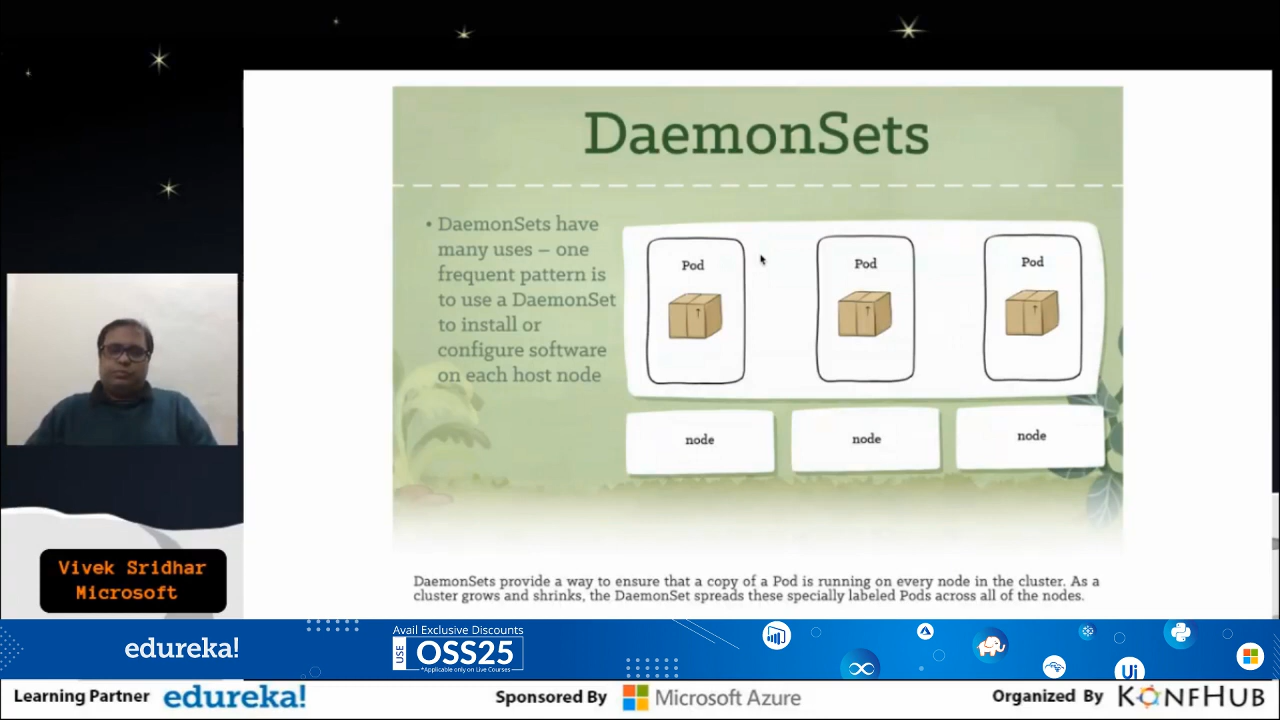 DaemonSets
• DaemonSets have
many uses – one
frequent pattern is
to use a DaemonSet
to install or
configure software
on each host node
Pod
Pod
Pod
node
node
node
DaemonSets provide a way to ensure that a copy of a Pod is running on every node in the cluster. As a
cluster grows and shrinks, the DaemonSet spreads these specially labeled Pods across all of the nodes.
Vivek Sridhar
Microsoft
edureka!
Avail Exclusive Discounts
USE
OSS25
*Applicable only on Live Courses
Ui
Learning Partner
edureka!
Sponsored By
Microsoft Azure
Organized By
KONFHUB